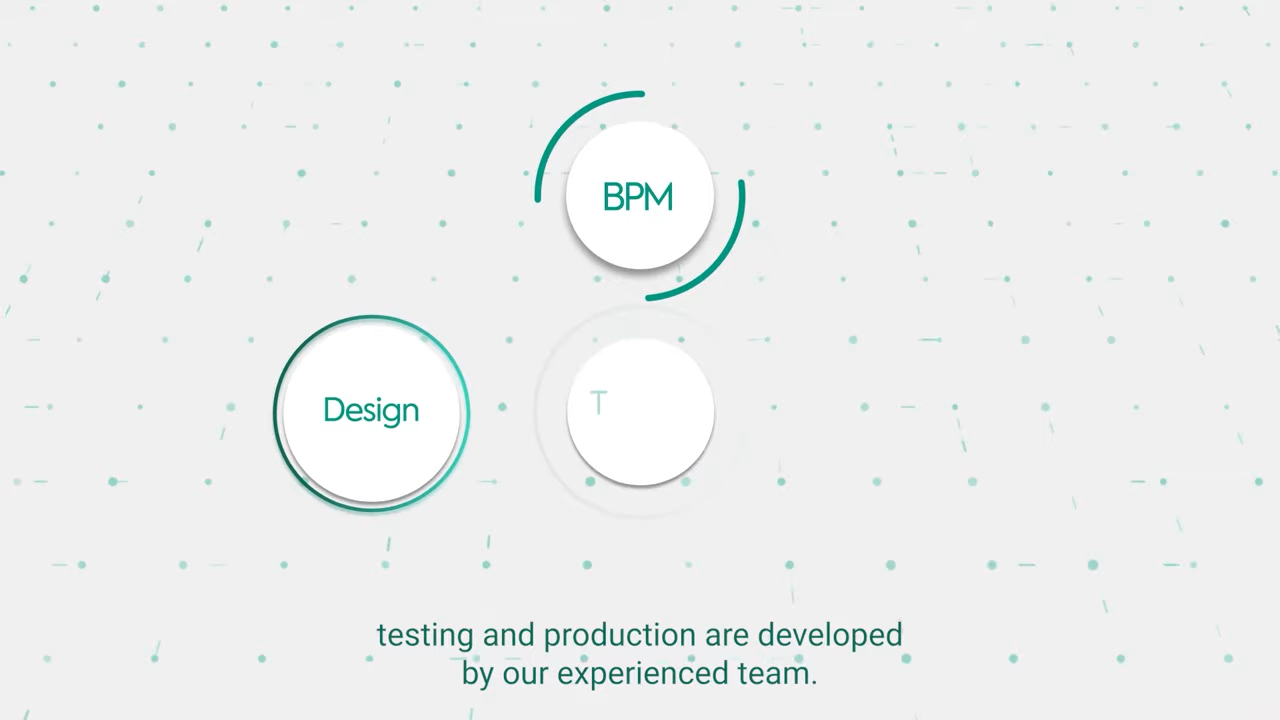 BPM
Design
T
testing and production are developed
by our experienced team.